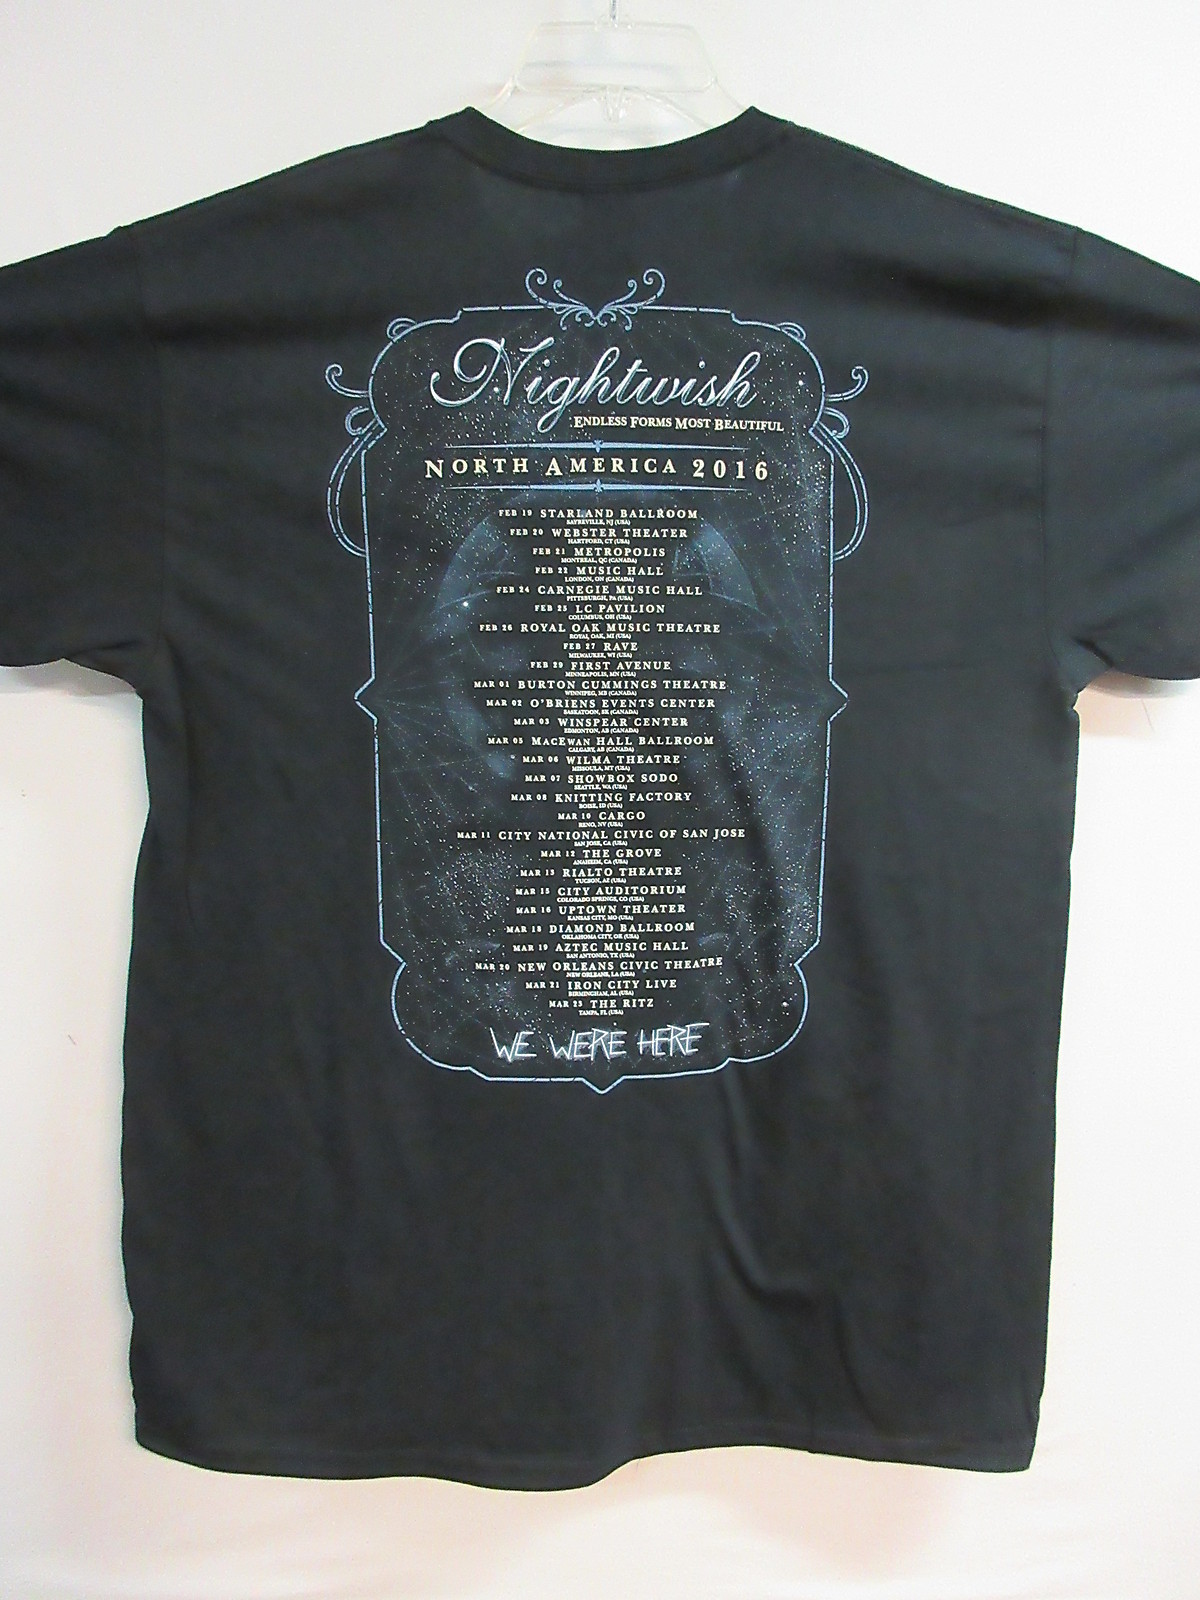 Nightwish
ENDLESS FORMS MOST BEAUTIFUL
NORTH AMERICA 2016
FEB 19 STARLAND BALLROOM
SAYREVILLE, NJ (USA)
FEB 20 WEBSTER THEATER
HARTFORD, CT (USA)
FEB 21 METROPOLIS
MONTREAL, QC (CANADA)
FEB 22 MUSIC HALL
LONDON, ON (CANADA)
FEB 24 CARNEGIE MUSIC HALL
PITTSBURGH, PA (USA)
FEB 25 LC PAVILION
COLUMBUS, OH (USA)
FEB 26 ROYAL OAK MUSIC THEATRE
ROYAL OAK, MI (USA)
FEB 27 RAVE
MILWAUKEE, WI (USA)
FEB 29 FIRST AVENUE
MINNEAPOLIS, MN (USA)
MAR 01 BURTON CUMMINGS THEATRE
WINNIPEG, MB (CANADA)
MAR 02 O'BRIENS EVENTS CENTER
SASKATOON, SK (CANADA)
MAR 03 WINSPEAR CENTER
EDMONTON, AB (CANADA)
MAR 05 MACEWAN HALL BALLROOM
CALGARY, AB (CANADA)
MAR 06 WILMA THEATRE
MISSOULA, MT (USA)
MAR 07 SHOWBOX SODO
SEATTLE, WA (USA)
MAR 08 KNITTING FACTORY
BOISE, ID (USA)
MAR 10 CARGO
RENO, NV (USA)
MAR 11 CITY NATIONAL CIVIC OF SAN JOSE
SAN JOSE, CA (USA)
MAR 12 THE GROVE
ANAHEIM, CA (USA)
MAR 13 RIALTO THEATRE
TUCSON, AZ (USA)
MAR 15 CITY AUDITORIUM
COLORADO SPRINGS, CO (USA)
MAR 16 UPTOWN THEATER
KANSAS CITY, MO (USA)
MAR 18 DIAMOND BALLROOM
OKLAHOMA CITY, OK (USA)
MAR 19 AZTEC MUSIC HALL
SAN ANTONIO, TX (USA)
MAR 20 NEW ORLEANS CIVIC THEATRE
NEW ORLEANS, LA (USA)
MAR 21 IRON CITY LIVE
BIRMINGHAM, AL (USA)
MAR 23 THE RITZ
TAMPA, FL (USA)
WE WERE HERE